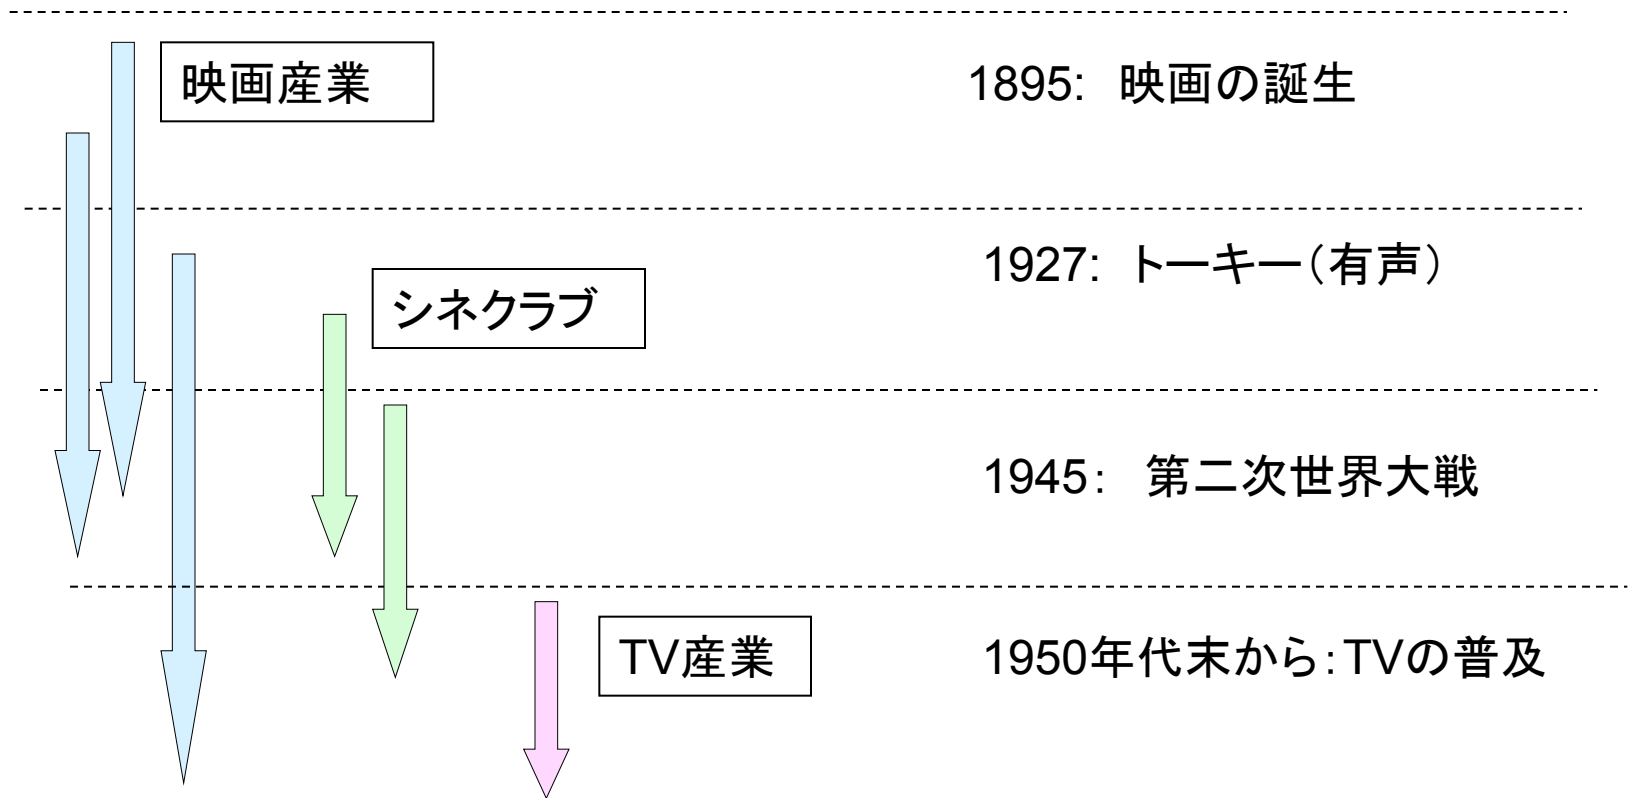 映画産業
1895: 映画の誕生
1927: トーキー（有声）
シネクラブ
1945： 第二次世界大戦
TV産業
1950年代末から：TVの普及